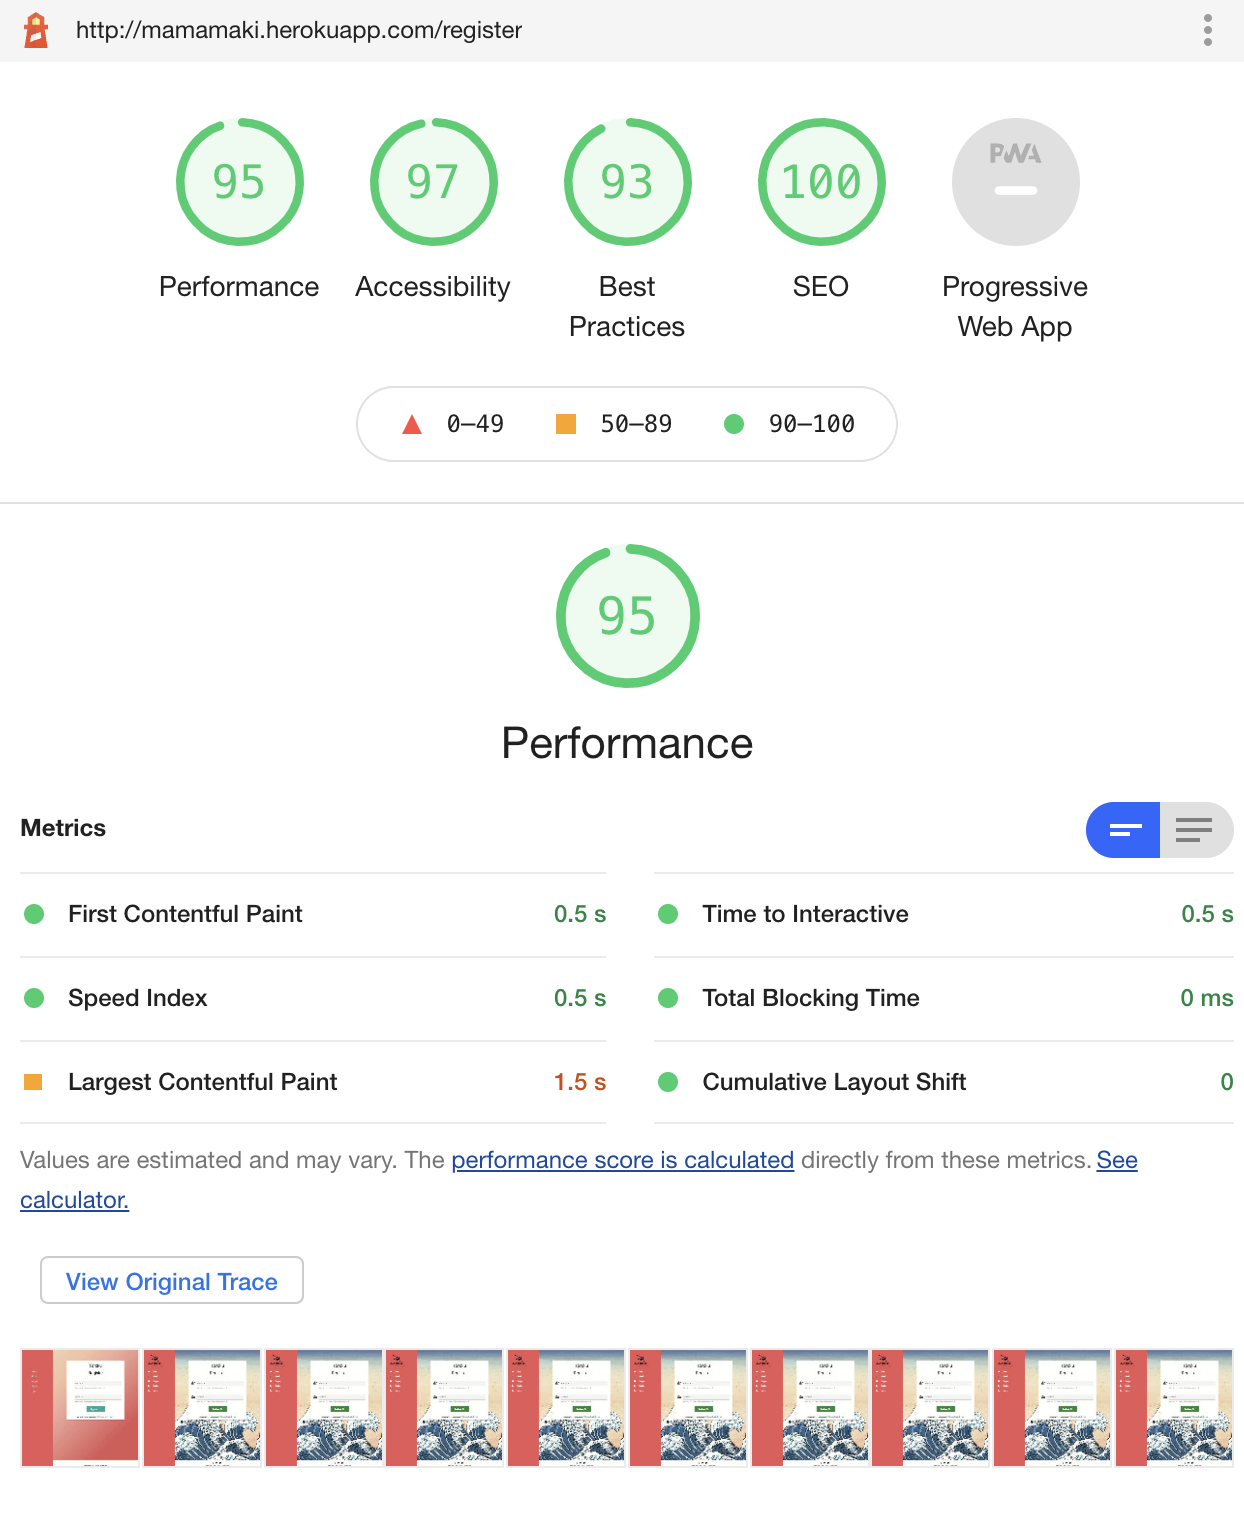 http://mamamaki.herokuapp.com/register
95
97
93
100
PWA
Performance
Accessibility
Best
Practices
SEO
Progressive
Web App
0–49
50–89
90–100
95
Performance
Metrics
First Contentful Paint 0.5 s
Time to Interactive 0.5 s
Speed Index 0.5 s
Total Blocking Time 0 ms
Largest Contentful Paint 1.5 s
Cumulative Layout Shift 0
Values are estimated and may vary. The performance score is calculated directly from these metrics. See
calculator.
View Original Trace